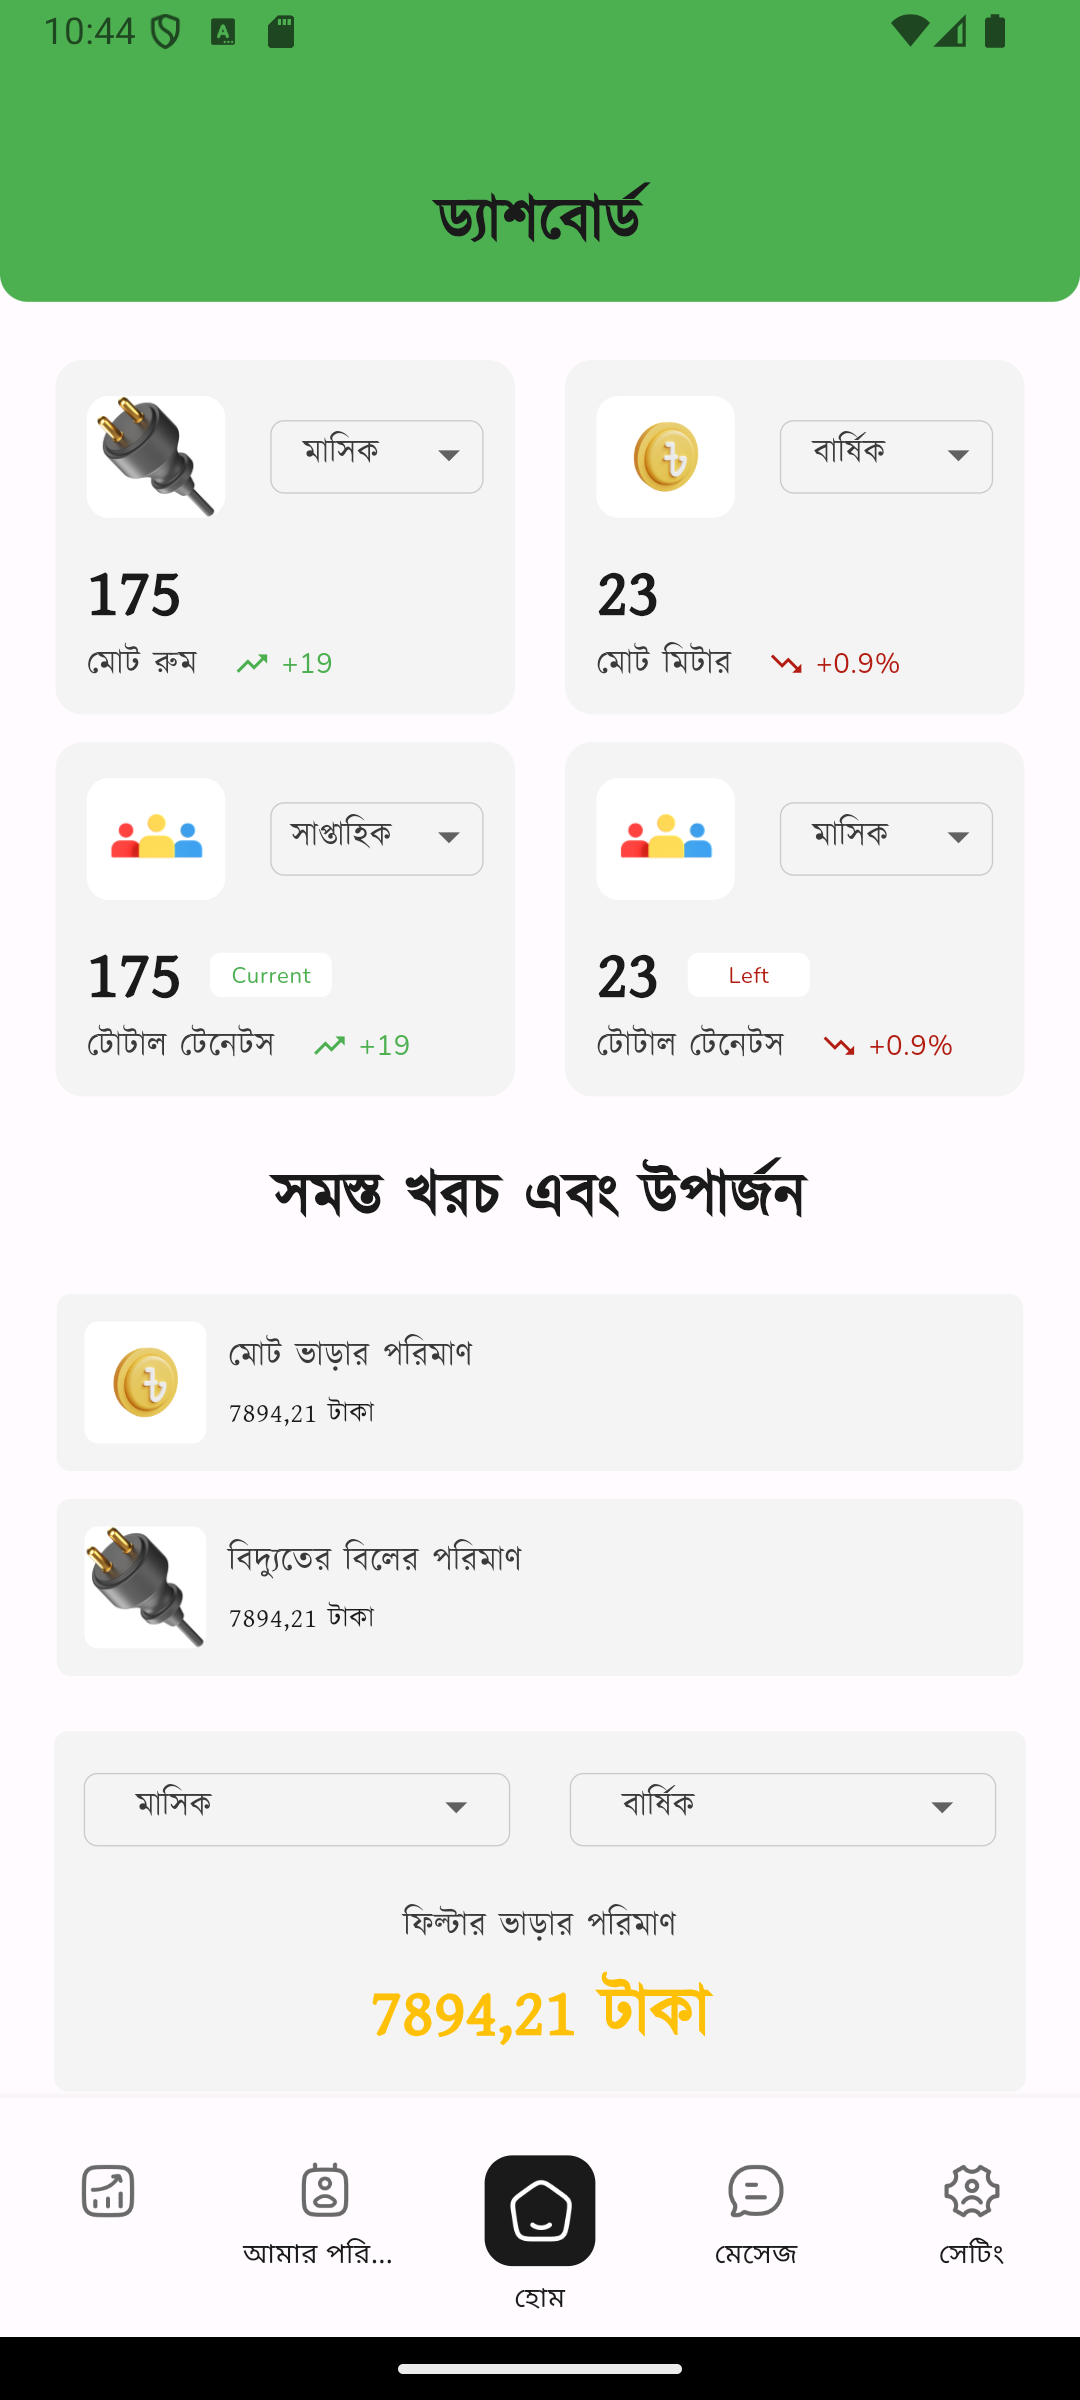 10:44
ড্যাশবোর্ড
মাসিক
বার্ষিক
175
মোট রুম +19
23
মোট মিটার +0.9%
সাপ্তাহিক
মাসিক
175 Current
টোটাল টেনেটস +19
23 Left
টোটাল টেনেটস +0.9%
সমস্ত খরচ এবং উপার্জন
মোট ভাড়ার পরিমাণ
7894,21 টাকা
বিদ্যুতের বিলের পরিমাণ
7894,21 টাকা
মাসিক
বার্ষিক
ফিল্টার ভাড়ার পরিমাণ
7894,21 টাকা
আমার পরি...
হোম
মেসেজ
সেটিং